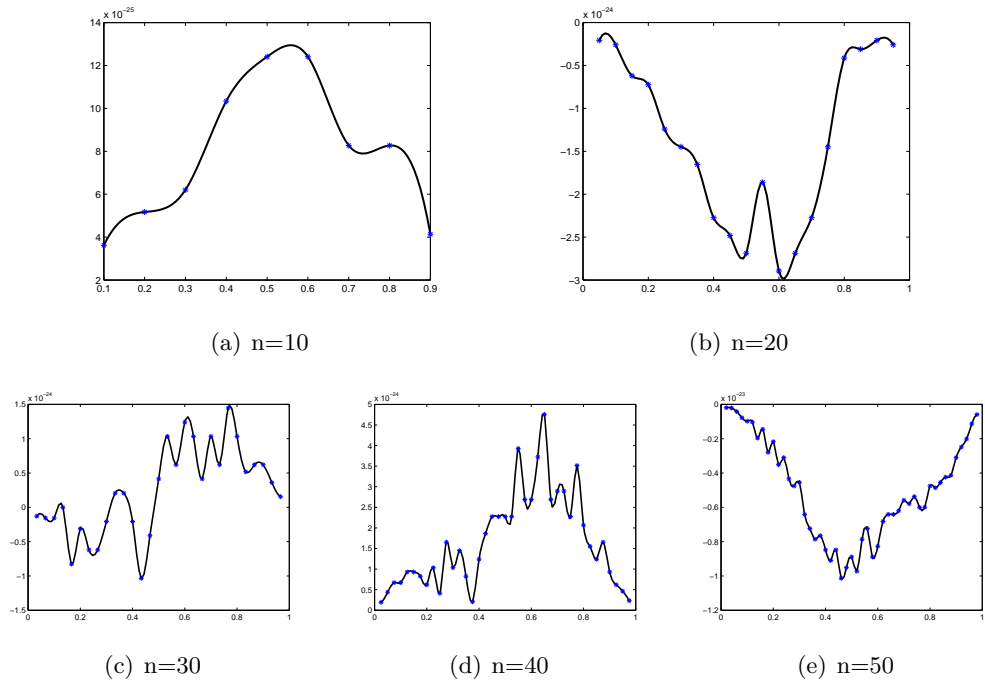 x 10⁻²⁵
14
12
10
8
6
4
2
0.1 0.2 0.3 0.4 0.5 0.6 0.7 0.8 0.9
(a) n=10
x 10⁻²⁴
0
−0.5
−1
−1.5
−2
−2.5
−3
0 0.2 0.4 0.6 0.8 1
(b) n=20
x 10⁻²⁴
1.5
1
0.5
0
−0.5
−1
−1.5
0 0.2 0.4 0.6 0.8 1
(c) n=30
x 10⁻²⁴
5
4.5
4
3.5
3
2.5
2
1.5
1
0.5
0
0 0.2 0.4 0.6 0.8 1
(d) n=40
x 10⁻²³
0
−0.2
−0.4
−0.6
−0.8
−1
−1.2
0 0.2 0.4 0.6 0.8 1
(e) n=50